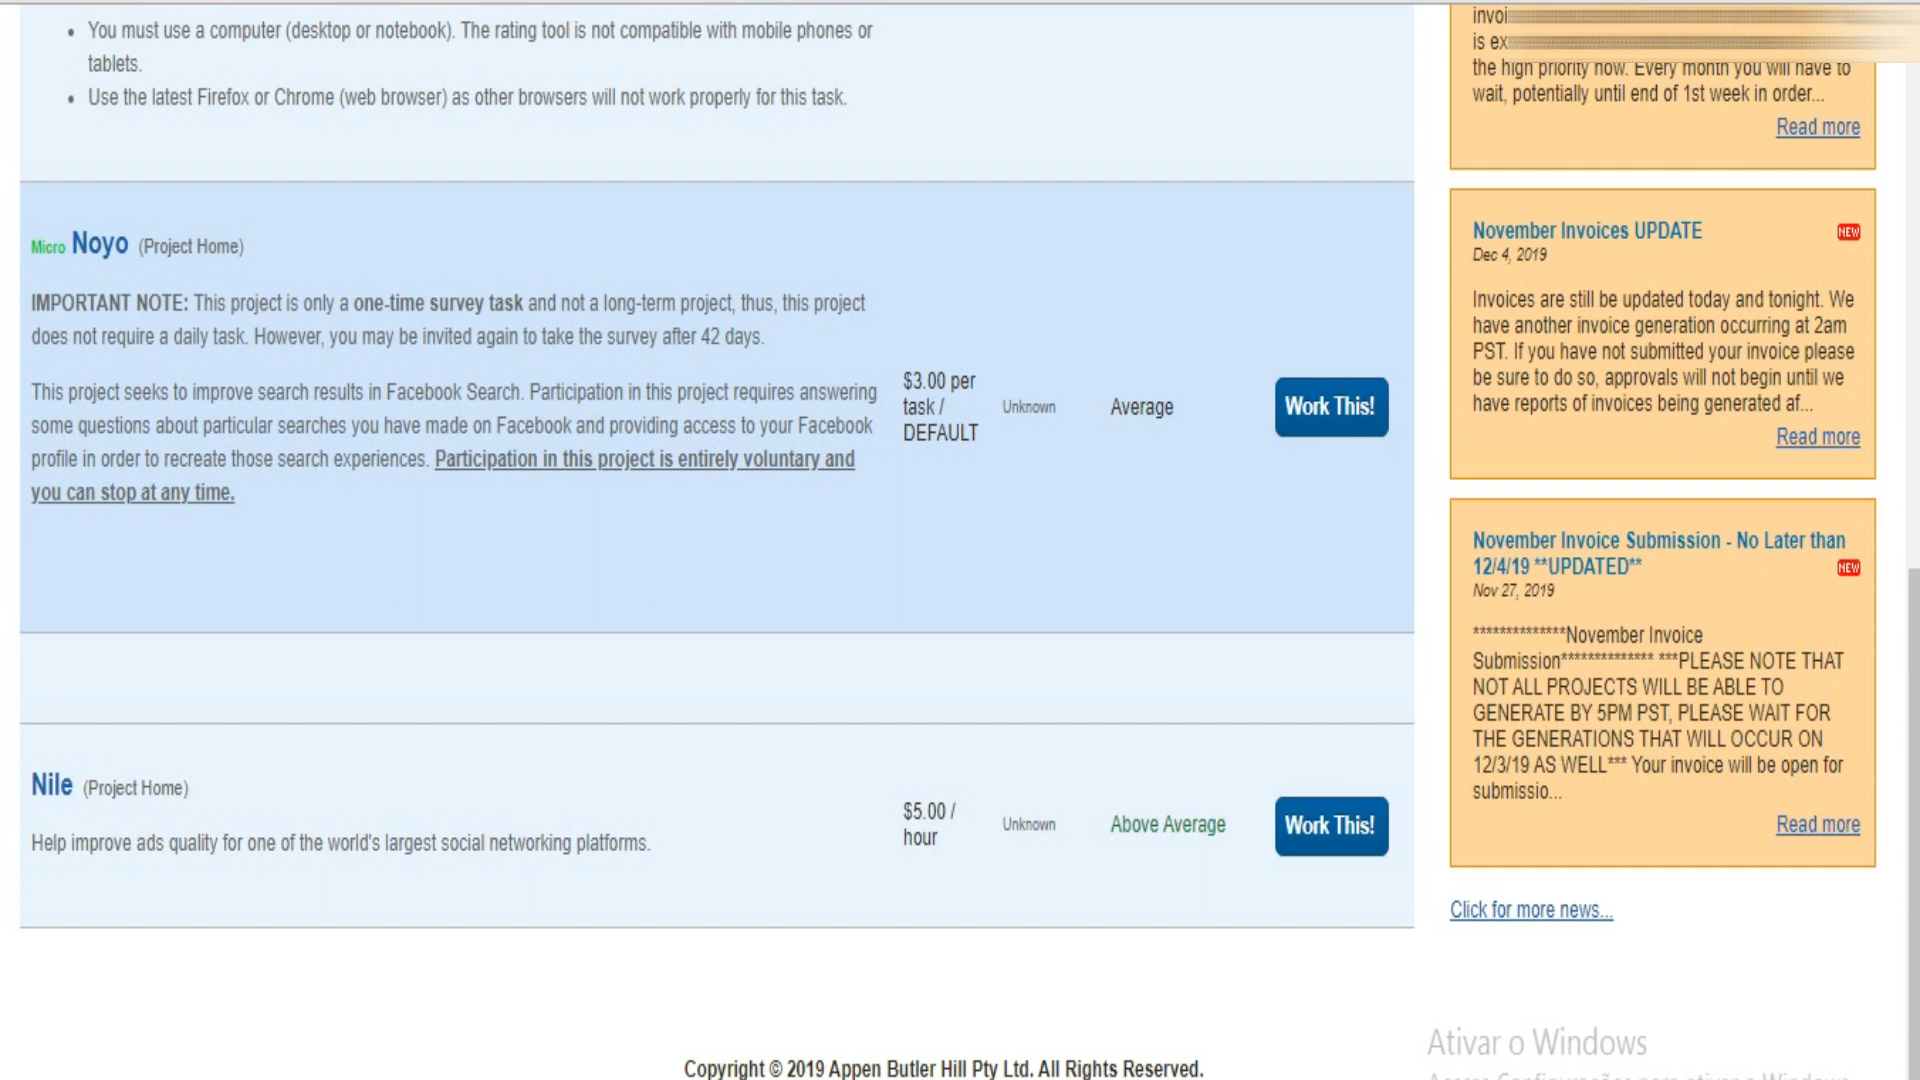 You must use a computer (desktop or notebook). The rating tool is not compatible with mobile phones or
tablets.
Use the latest Firefox or Chrome (web browser) as other browsers will not work properly for this task.
Micro Noyo (Project Home)
IMPORTANT NOTE: This project is only a one-time survey task and not a long-term project, thus, this project
does not require a daily task. However, you may be invited again to take the survey after 42 days.
This project seeks to improve search results in Facebook Search. Participation in this project requires answering
some questions about particular searches you have made on Facebook and providing access to your Facebook
profile in order to recreate those search experiences. Participation in this project is entirely voluntary and
you can stop at any time.
$3.00 per
task /
DEFAULT
Unknown
Average
Work This!
Nile (Project Home)
Help improve ads quality for one of the world's largest social networking platforms.
$5.00 /
hour
Unknown
Above Average
Work This!
is
the high priority now. Every month you will have to
wait, potentially until end of 1st week in order...
Read more
November Invoices UPDATE
NEW
Dec 4, 2019
Invoices are still be updated today and tonight. We
have another invoice generation occurring at 2am
PST. If you have not submitted your invoice please
be sure to do so, approvals will not begin until we
have reports of invoices being generated af...
Read more
November Invoice Submission - No Later than
12/4/19 **UPDATED**
NEW
Nov 27, 2019
**************November Invoice
Submission************** ***PLEASE NOTE THAT
NOT ALL PROJECTS WILL BE ABLE TO
GENERATE BY 5PM PST, PLEASE WAIT FOR
THE GENERATIONS THAT WILL OCCUR ON
12/3/19 AS WELL*** Your invoice will be open for
submissio...
Read more
Click for more news...
Copyright © 2019 Appen Butler Hill Pty Ltd. All Rights Reserved.
Ativar o Windows